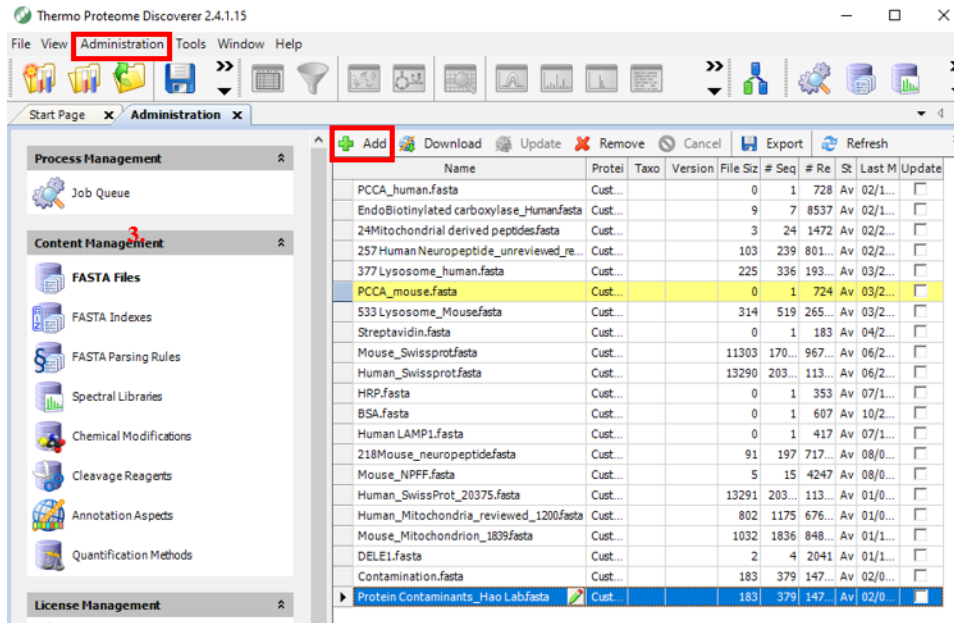 Thermo Proteome Discoverer 2.4.1.15
File View Administration Tools Window Help
Start Page x Administration x
Process Management
Job Queue
3.
Content Management
FASTA Files
FASTA Indexes
FASTA Parsing Rules
Spectral Libraries
Chemical Modifications
Cleavage Reagents
Annotation Aspects
Quantification Methods
License Management
Add Download Update Remove Cancel Export Refresh
Name Protei Taxo Version File Siz # Seq # Re St Last M Update
PCCA_human.fasta Cust... 0 1 728 Av 02/1...
EndoBiotinylated carboxylase_Human.fasta Cust... 9 7 8537 Av 02/1...
24Mitochondrial derived peptides.fasta Cust... 3 24 1472 Av 02/2...
257 Human Neuropeptide_unreviewed_re... Cust... 103 239 801... Av 02/2...
377 Lysosome_human.fasta Cust... 225 336 193... Av 03/2...
PCCA_mouse.fasta Cust... 0 1 724 Av 03/2...
533 Lysosome_Mouse.fasta Cust... 314 519 265... Av 03/2...
Streptavidin.fasta Cust... 0 1 183 Av 04/2...
Mouse_Swissprot.fasta Cust... 11303 170... 967... Av 06/2...
Human_Swissprot.fasta Cust... 13290 203... 113... Av 06/2...
HRP.fasta Cust... 0 1 353 Av 07/1...
BSA.fasta Cust... 0 1 607 Av 10/2...
Human LAMP1.fasta Cust... 0 1 417 Av 07/1...
218Mouse_neuropeptide.fasta Cust... 91 197 717... Av 08/0...
Mouse_NPFF.fasta Cust... 5 15 4247 Av 08/0...
Human_SwissProt_20375.fasta Cust... 13291 203... 113... Av 01/0...
Human_Mitochondria_reviewed_1200.fasta Cust... 802 1175 676... Av 01/0...
Mouse_Mitochondrion_1839.fasta Cust... 1032 1836 848... Av 01/1...
DELE1.fasta Cust... 2 4 2041 Av 01/1...
Contamination.fasta Cust... 183 379 147... Av 02/0...
Protein Contaminants_Hao Lab.fasta Cust... 183 379 147... Av 02/0...